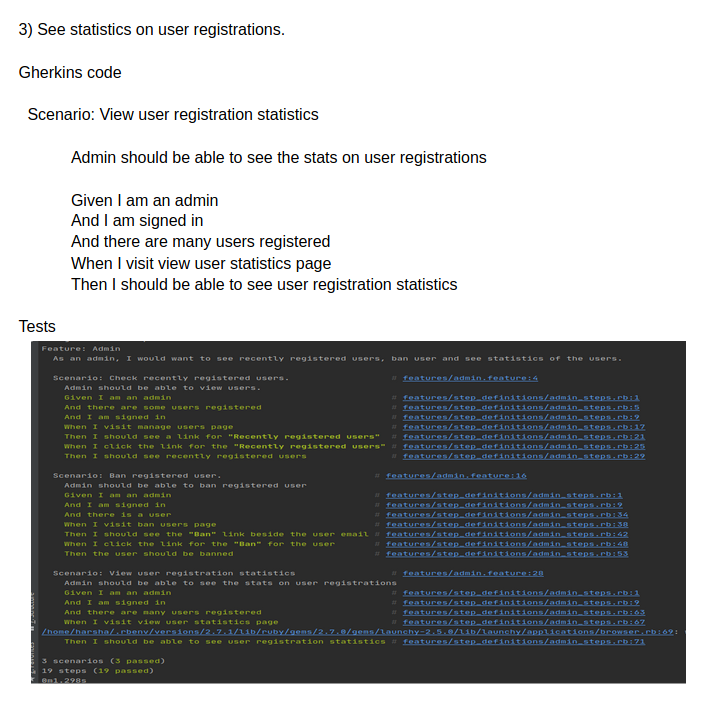 3) See statistics on user registrations.
Gherkins code
Scenario: View user registration statistics
Admin should be able to see the stats on user registrations
Given I am an admin
And I am signed in
And there are many users registered
When I visit view user statistics page
Then I should be able to see user registration statistics
Tests
Feature: Admin
As an admin, I would want to see recently registered users, ban user and see statistics of the users.
Scenario: Check recently registered users. # features/admin.feature:4
Admin should be able to view users.
Given I am an admin # features/step_definitions/admin_steps.rb:1
And there are some users registered # features/step_definitions/admin_steps.rb:5
And I am signed in # features/step_definitions/admin_steps.rb:9
When I visit manage users page # features/step_definitions/admin_steps.rb:17
Then I should see a link for "Recently registered users" # features/step_definitions/admin_steps.rb:21
When I click the link for the "Recently registered users" # features/step_definitions/admin_steps.rb:25
Then I should see recently registered users # features/step_definitions/admin_steps.rb:29
Scenario: Ban registered user. # features/admin.feature:16
Admin should be able to ban registered user
Given I am an admin # features/step_definitions/admin_steps.rb:1
And I am signed in # features/step_definitions/admin_steps.rb:9
And there is a user # features/step_definitions/admin_steps.rb:34
When I visit ban users page # features/step_definitions/admin_steps.rb:38
Then I should see the "Ban" link beside the user email # features/step_definitions/admin_steps.rb:42
When I click the link for the "Ban" for the user # features/step_definitions/admin_steps.rb:48
Then the user should be banned # features/step_definitions/admin_steps.rb:53
Scenario: View user registration statistics # features/admin.feature:28
Admin should be able to see the stats on user registrations
Given I am an admin # features/step_definitions/admin_steps.rb:1
And I am signed in # features/step_definitions/admin_steps.rb:9
And there are many users registered # features/step_definitions/admin_steps.rb:63
When I visit view user statistics page # features/step_definitions/admin_steps.rb:67
/home/harsha/.rbenv/versions/2.7.1/lib/ruby/gems/2.7.0/gems/launchy-2.5.0/lib/launchy/applications/browser.rb:69:
Then I should be able to see user registration statistics # features/step_definitions/admin_steps.rb:71
3 scenarios (3 passed)
19 steps (19 passed)
0m1.298s